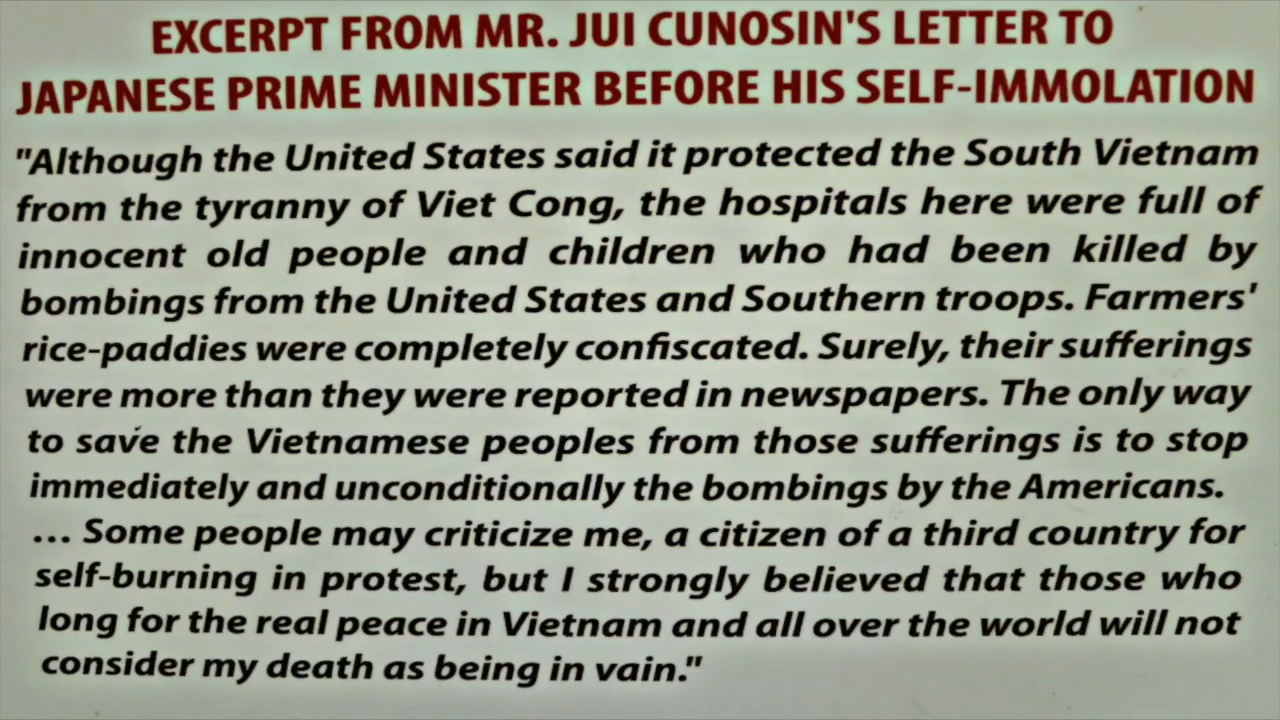 EXCERPT FROM MR. JUI CUNOSIN'S LETTER TO
JAPANESE PRIME MINISTER BEFORE HIS SELF-IMMOLATION
"Although the United States said it protected the South Vietnam
from the tyranny of Viet Cong, the hospitals here were full of
innocent old people and children who had been killed by
bombings from the United States and Southern troops. Farmers'
rice-paddies were completely confiscated. Surely, their sufferings
were more than they were reported in newspapers. The only way
to save the Vietnamese peoples from those sufferings is to stop
immediately and unconditionally the bombings by the Americans.
... Some people may criticize me, a citizen of a third country for
self-burning in protest, but I strongly believed that those who
long for the real peace in Vietnam and all over the world will not
consider my death as being in vain."